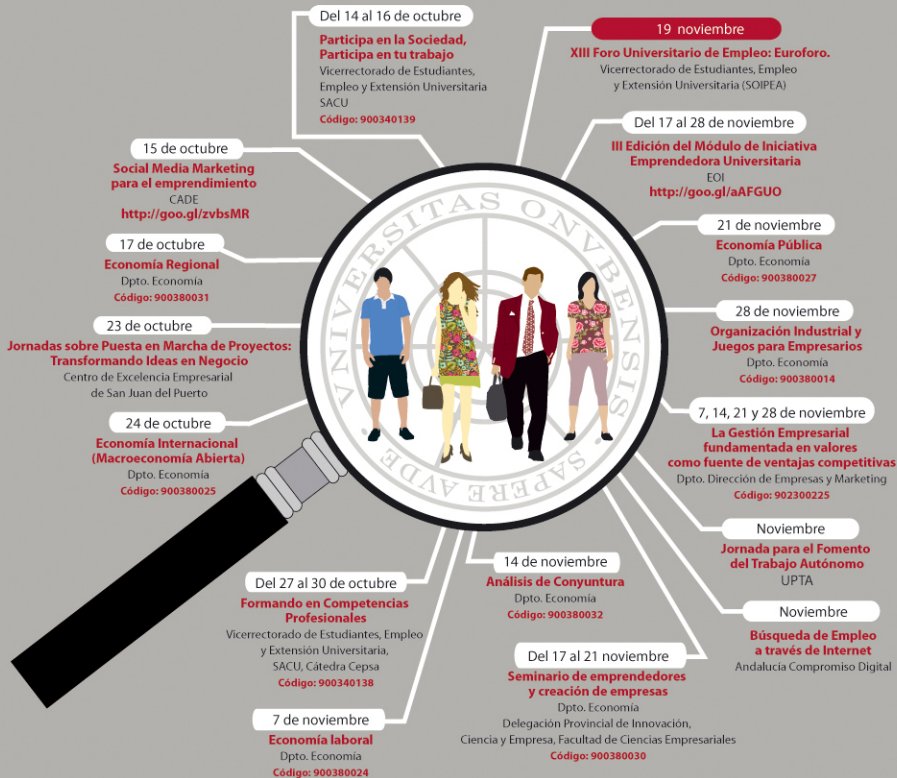 Del 14 al 16 de octubre
Participa en la Sociedad,
Participa en tu trabajo
Vicerrectorado de Estudiantes,
Empleo y Extensión Universitaria
SACU
Código: 900340139
15 de octubre
Social Media Marketing
para el emprendimiento
CADE
http://goo.gl/zvbsMR
17 de octubre
Economía Regional
Dpto. Economía
Código: 900380031
23 de octubre
Jornadas sobre Puesta en Marcha de Proyectos:
Transformando Ideas en Negocio
Centro de Excelencia Empresarial
de San Juan del Puerto
24 de octubre
Economía Internacional
(Macroeconomía Abierta)
Dpto. Economía
Código: 900380025
Del 27 al 30 de octubre
Formando en Competencias
Profesionales
Vicerrectorado de Estudiantes, Empleo
y Extensión Universitaria,
SACU, Cátedra Cepsa
Código: 900340138
7 de noviembre
Economía laboral
Dpto. Economía
Código: 900380024
14 de noviembre
Análisis de Conyuntura
Dpto. Economía
Código: 900380032
Del 17 al 21 noviembre
Seminario de emprendedores
y creación de empresas
Dpto. Economía
Delegación Provincial de Innovación,
Ciencia y Empresa, Facultad de Ciencias Empresariales
Código: 900380030
19 noviembre
XIII Foro Universitario de Empleo: Euroforo.
Vicerrectorado de Estudiantes, Empleo
y Extensión Universitaria (SOIPEA)
Del 17 al 28 de noviembre
III Edición del Módulo de Iniciativa
Emprendedora Universitaria
EOI
http://goo.gl/aAFGUO
21 de noviembre
Economía Pública
Dpto. Economía
Código: 900380027
28 de noviembre
Organización Industrial y
Juegos para Empresarios
Dpto. Economía
Código: 900380014
7, 14, 21 y 28 de noviembre
La Gestión Empresarial
fundamentada en valores
como fuente de ventajas competitivas
Dpto. Dirección de Empresas y Marketing
Código: 902300225
Noviembre
Jornada para el Fomento
del Trabajo Autónomo
UPTA
Noviembre
Búsqueda de Empleo
a través de Internet
Andalucía Compromiso Digital
VNIVERSITAS ONVBENSIS · SAPERE AVDE ·